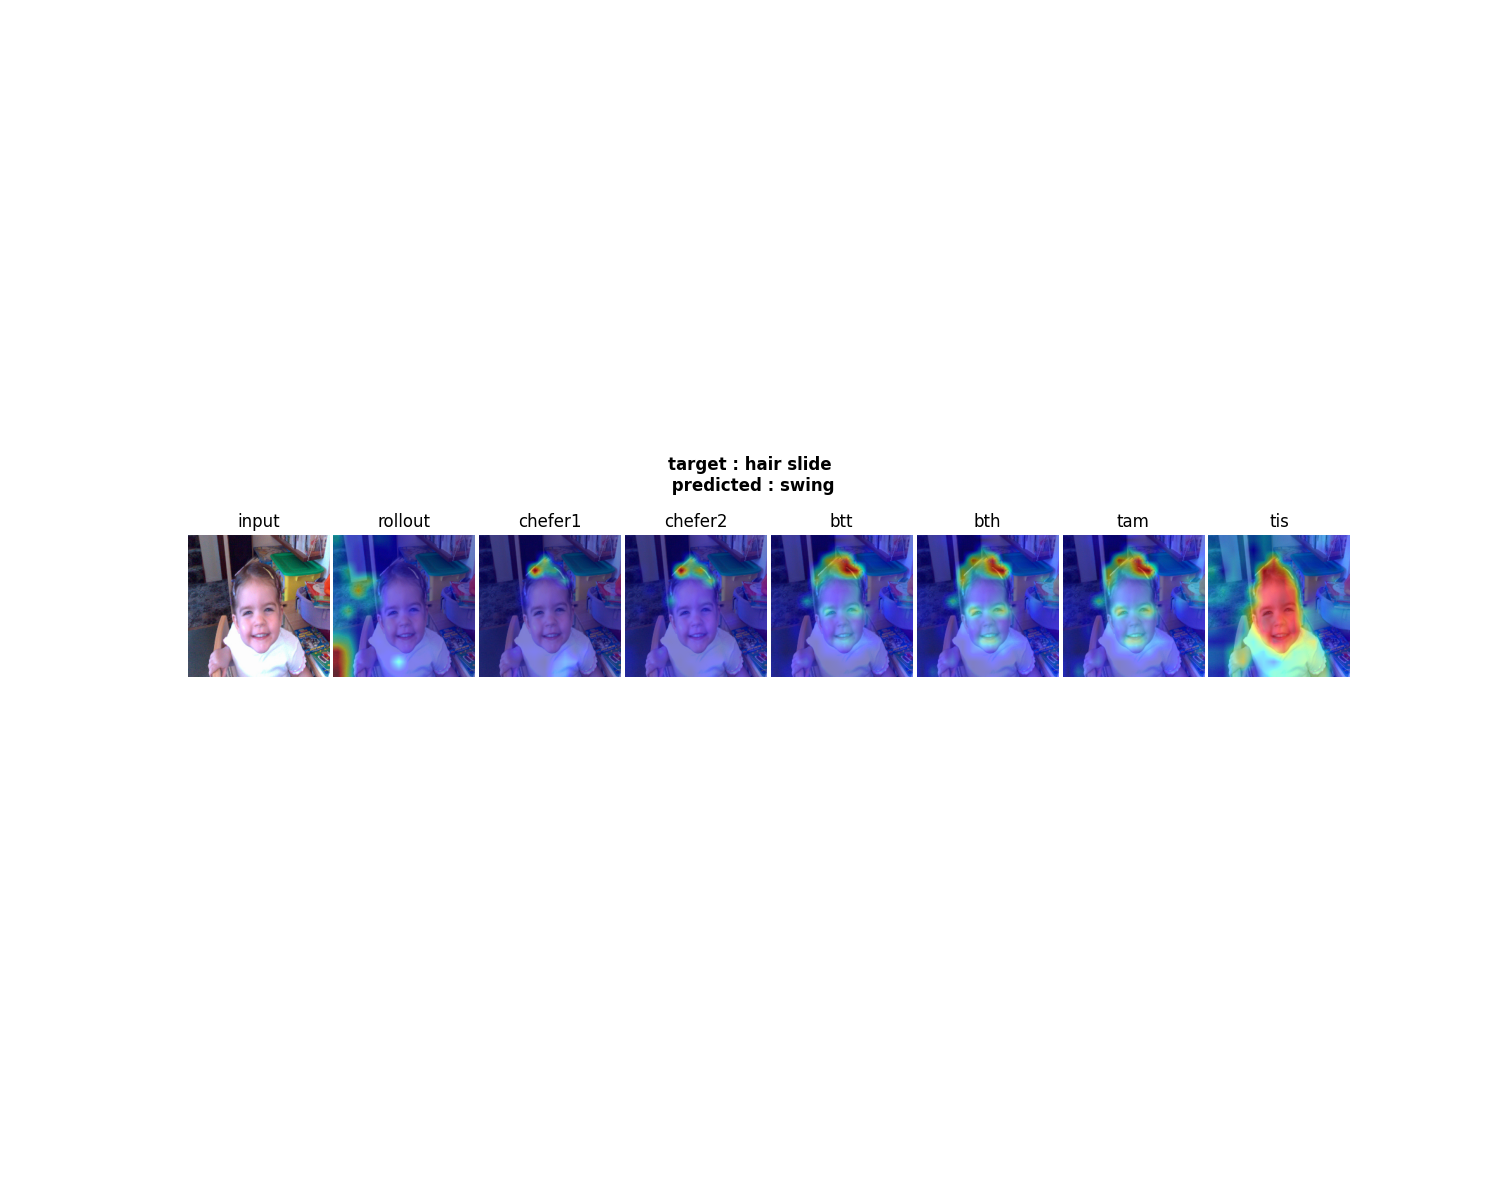 target : hair slide
predicted : swing
input rollout chefer1 chefer2 btt bth tam tis